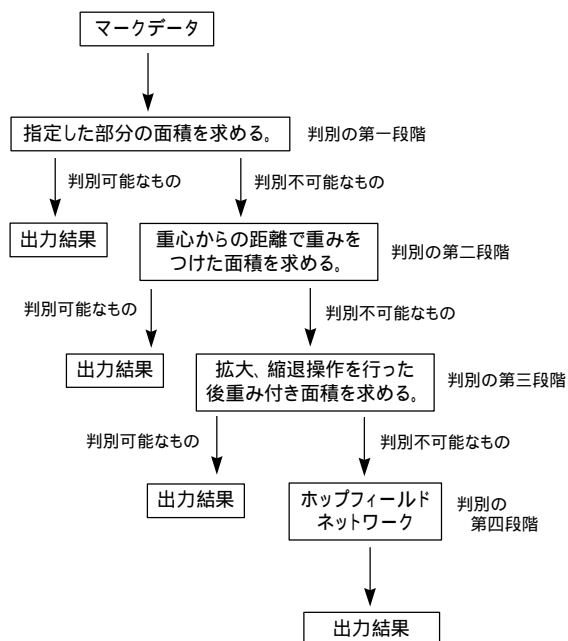 マークデータ
指定した部分の面積を求める。
判別の第一段階
判別可能なもの
判別不可能なもの
出力結果
重心からの距離で重みを
つけた面積を求める。
判別の第二段階
判別可能なもの
判別不可能なもの
出力結果
拡大、縮退操作を行った
後重み付き面積を求める。
判別の第三段階
判別可能なもの
判別不可能なもの
出力結果
ホップフィールド
ネットワーク
判別の
第四段階
出力結果